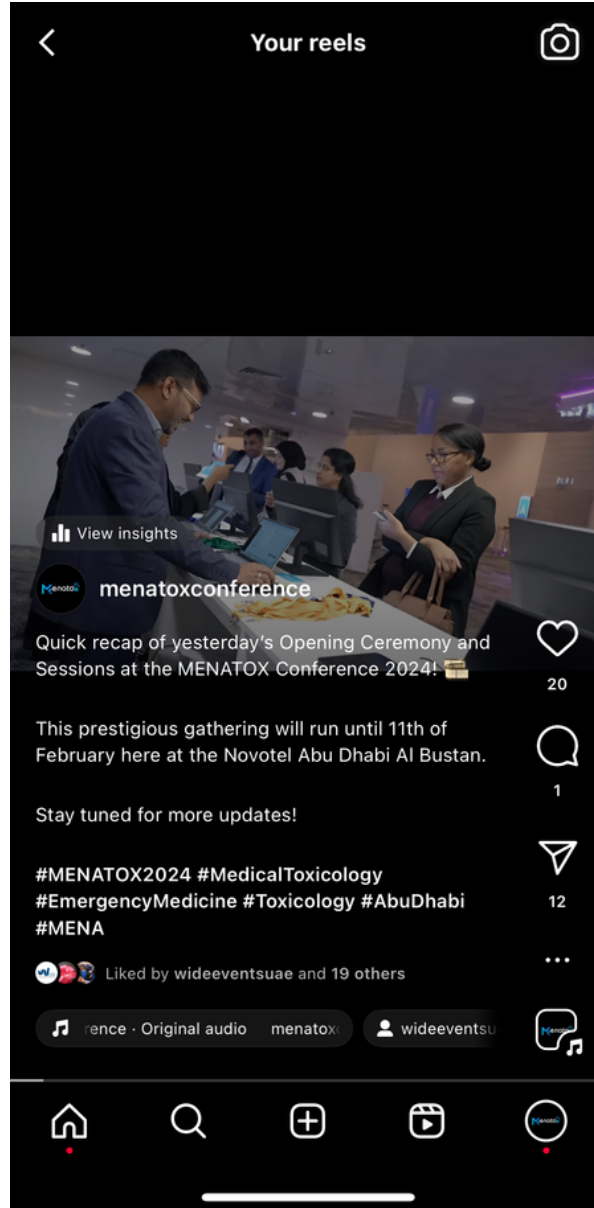 Your reels
View insights
Menatox
menatoxconference
Quick recap of yesterday's Opening Ceremony and
Sessions at the MENATOX Conference 2024!
20
This prestigious gathering will run until 11th of
February here at the Novotel Abu Dhabi Al Bustan.
1
Stay tuned for more updates!
#MENATOX2024 #MedicalToxicology
#EmergencyMedicine #Toxicology #AbuDhabi
#MENA
12
Liked by wideeventsuae and 19 others
rence · Original audio menatox
wideeventsu